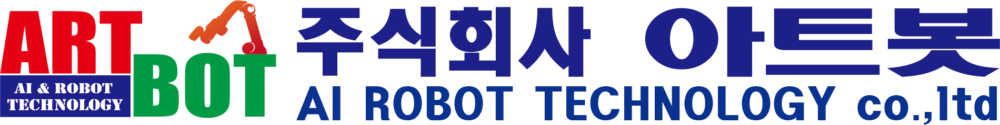 ART
BOT
AI & ROBOT
TECHNOLOGY
주식회사 아트봇
AI ROBOT TECHNOLOGY co.,ltd